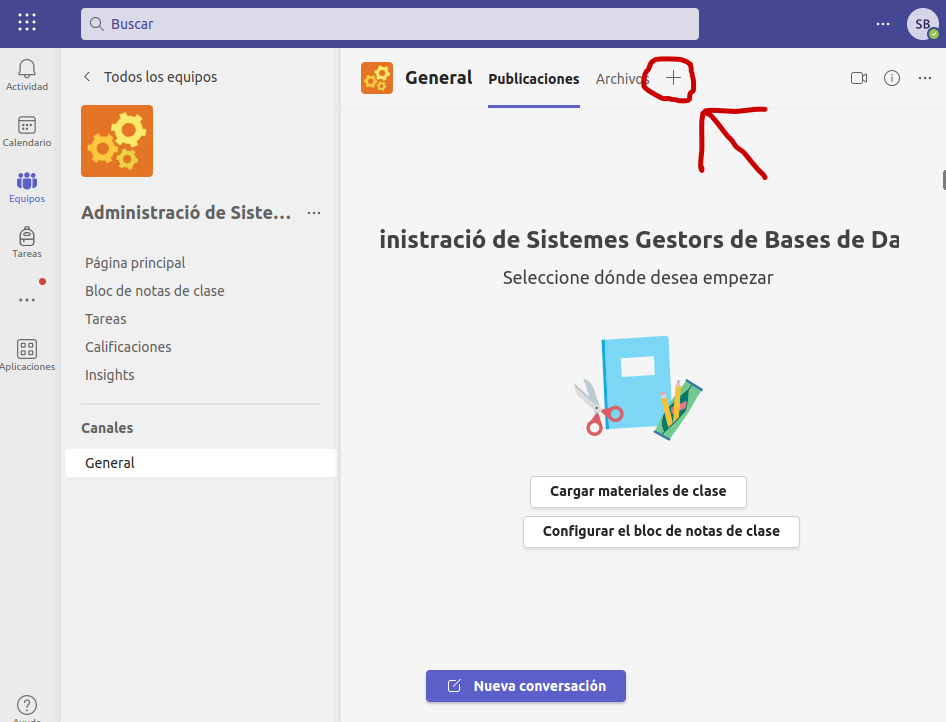 Buscar
SB
Actividad
Calendario
Equipos
Tareas
Aplicaciones
Todos los equipos
Administració de Siste...
Página principal
Bloc de notas de clase
Tareas
Calificaciones
Insights
Canales
General
General
Publicaciones
Archivos
inistració de Sistemes Gestors de Bases de Da
Seleccione dónde desea empezar
Cargar materiales de clase
Configurar el bloc de notas de clase
Nueva conversación